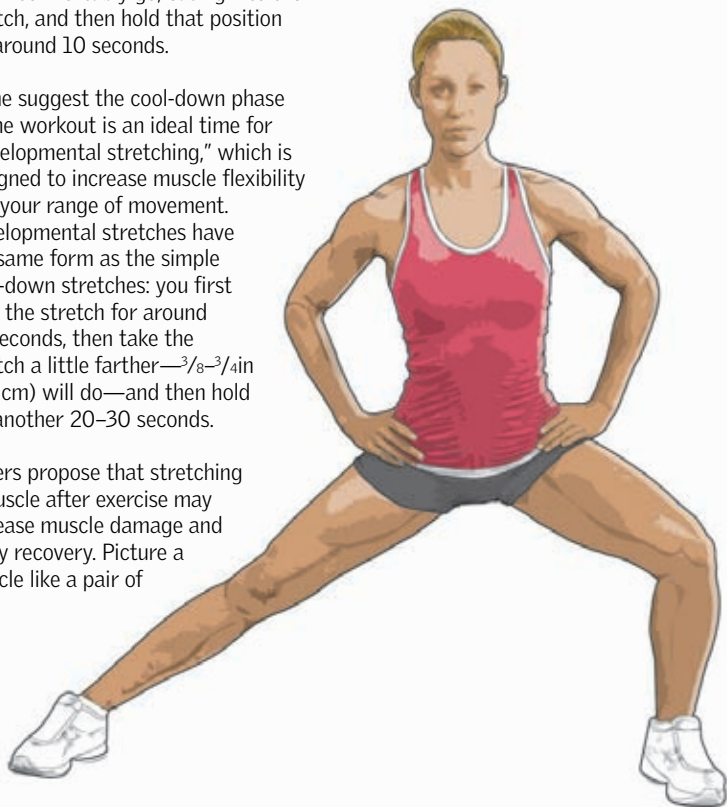 tch, and then hold that position
around 10 seconds.
ne suggest the cool-down phase
ne workout is an ideal time for
elopmental stretching,” which is
gned to increase muscle flexibility
your range of movement.
elopmental stretches have
same form as the simple
-down stretches: you first
the stretch for around
econds, then take the
tch a little farther—3/8–3/4in
cm) will do—and then hold
another 20–30 seconds.
ers propose that stretching
uscle after exercise may
ease muscle damage and
y recovery. Picture a
cle like a pair of